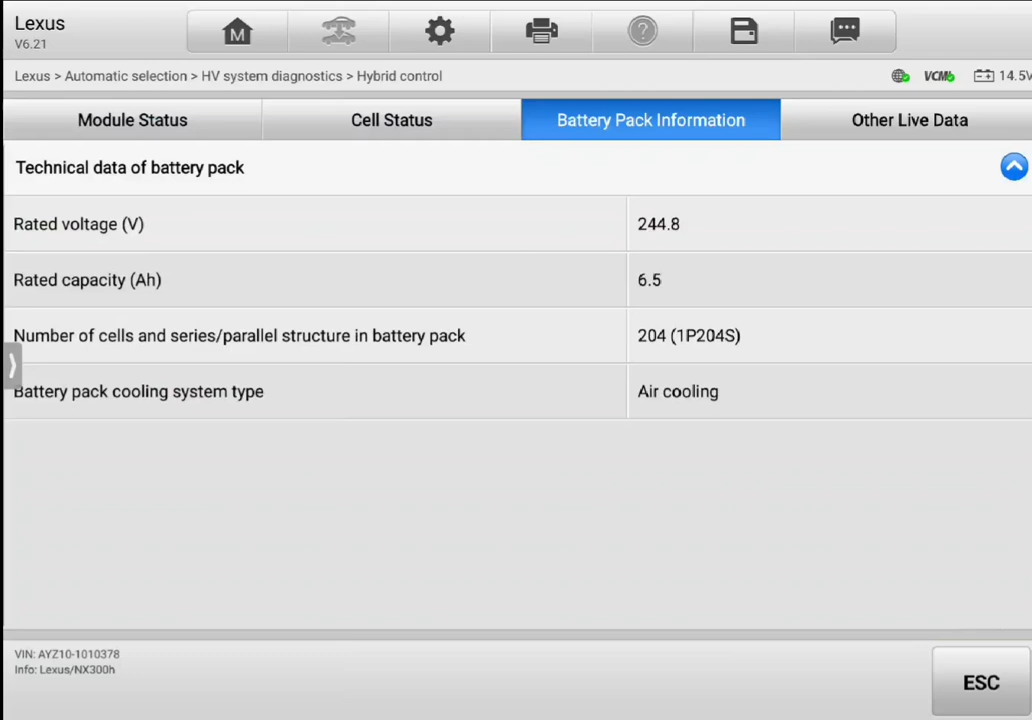 Lexus
V6.21
M
?
Lexus > Automatic selection > HV system diagnostics > Hybrid control
VCMI
14.5V
Module Status
Cell Status
Battery Pack Information
Other Live Data
Technical data of battery pack
Rated voltage (V)
244.8
Rated capacity (Ah)
6.5
Number of cells and series/parallel structure in battery pack
204 (1P204S)
Battery pack cooling system type
Air cooling
VIN: AYZ10-1010378
Info: Lexus/NX300h
ESC